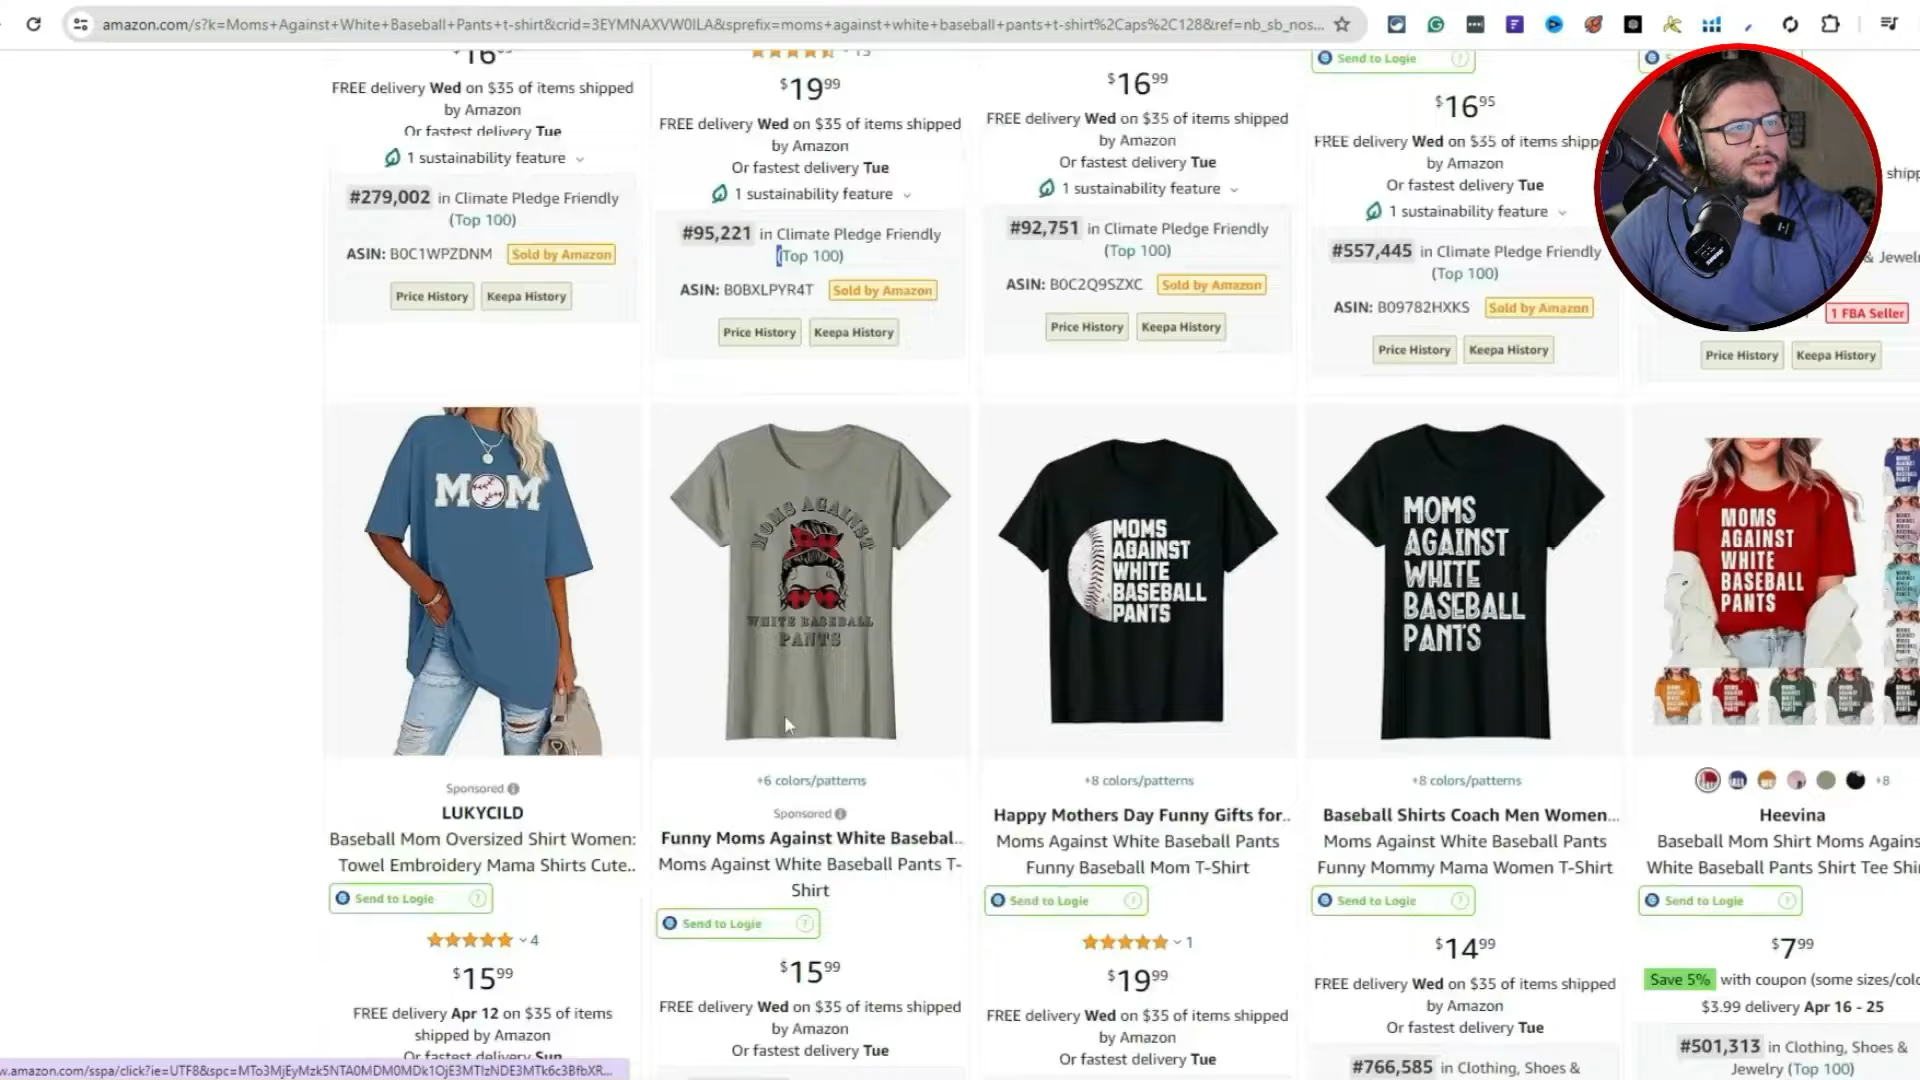 amazon.com/s?k=Moms+Against+White+Baseball+Pants+t-shirt&crid=3EYMNAXVW0ILA&sprefix=moms+against+white+baseball+pants+t-shirt%2Caps%2C128&ref=nb_sb_nos...
$16
FREE delivery Wed on $35 of items shipped
by Amazon
Or fastest delivery Tue
1 sustainability feature
#279,002 in Climate Pledge Friendly
(Top 100)
ASIN: B0C1WPZDNM Sold by Amazon
Price History Keepa History
$19.99
FREE delivery Wed on $35 of items shipped
by Amazon
Or fastest delivery Tue
1 sustainability feature
#95,221 in Climate Pledge Friendly
(Top 100)
ASIN: B0BXLPYR4T Sold by Amazon
Price History Keepa History
$16.99
FREE delivery Wed on $35 of items shipped
by Amazon
Or fastest delivery Tue
1 sustainability feature
#92,751 in Climate Pledge Friendly
(Top 100)
ASIN: B0C2Q9SZXC Sold by Amazon
Price History Keepa History
Send to Logie ?
$16.95
FREE delivery Wed on $35 of items shipp
by Amazon
Or fastest delivery Tue
1 sustainability feature
#557,445 in Climate Pledge Friendly
(Top 100)
ASIN: B09782HXKS Sold by Amazon
Price History Keepa History
1 FBA Seller
Price History Keepa History
MOM
MOMS AGAINST
WHITE BASEBALL
PANTS
MOMS
AGAINST
WHITE
BASEBALL
PANTS
MOMS
AGAINST
WHITE
BASEBALL
PANTS
MOMS
AGAINST
WHITE
BASEBALL
PANTS
Sponsored
LUKYCILD
Baseball Mom Oversized Shirt Women:
Towel Embroidery Mama Shirts Cute..
Send to Logie ?
4
$15.99
FREE delivery Apr 12 on $35 of items
shipped by Amazon
Or fastest delivery Sun
+6 colors/patterns
Sponsored
Funny Moms Against White Basebal..
Moms Against White Baseball Pants T-
Shirt
Send to Logie ?
$15.99
FREE delivery Wed on $35 of items shipped
by Amazon
Or fastest delivery Tue
+8 colors/patterns
Happy Mothers Day Funny Gifts for..
Moms Against White Baseball Pants
Funny Baseball Mom T-Shirt
Send to Logie ?
1
$19.99
FREE delivery Wed on $35 of items shipped
by Amazon
Or fastest delivery Tue
+8 colors/patterns
Baseball Shirts Coach Men Women...
Moms Against White Baseball Pants
Funny Mommy Mama Women T-Shirt
Send to Logie ?
$14.99
FREE delivery Wed on $35 of items shipped
by Amazon
Or fastest delivery Tue
#766,585 in Clothing, Shoes &
+8
Heevina
Baseball Mom Shirt Moms Agains
White Baseball Pants Shirt Tee Shir
Send to Logie ?
$7.99
Save 5% with coupon (some sizes/colo
$3.99 delivery Apr 16 - 25
#501,313 in Clothing, Shoes &
Jewelry (Top 100)